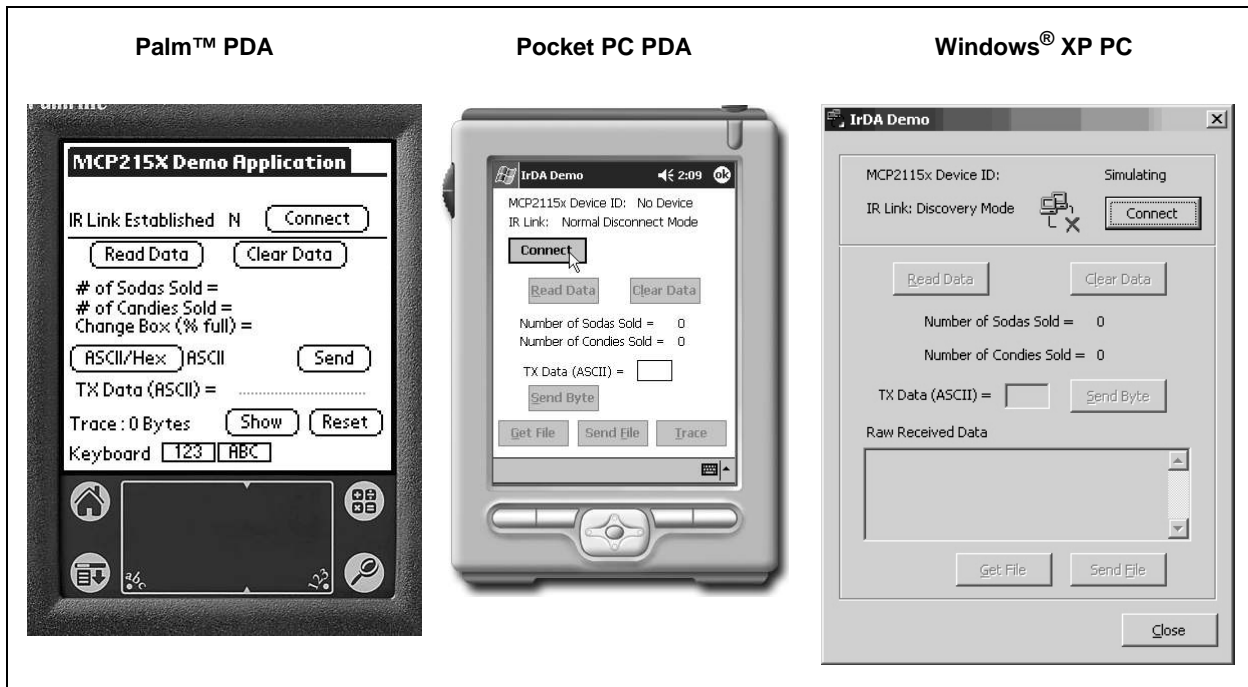 Palm™ PDA
MCP215X Demo Application
IR Link Established N Connect
Read Data Clear Data
# of Sodas Sold =
# of Candies Sold =
Change Box (% full) =
ASCII/Hex ASCII Send
TX Data (ASCII) =
Trace: 0 Bytes Show Reset
Keyboard 123 ABC
abc 123
Pocket PC PDA
IrDA Demo 2:09 ok
MCP2115x Device ID: No Device
IR Link: Normal Disconnect Mode
Connect
Read Data Clear Data
Number of Sodas Sold = 0
Number of Condies Sold = 0
TX Data (ASCII) =
Send Byte
Get File Send File Trace
Windows® XP PC
IrDA Demo
MCP2115x Device ID: Simulating
IR Link: Discovery Mode Connect
Read Data Clear Data
Number of Sodas Sold = 0
Number of Condies Sold = 0
TX Data (ASCII) = Send Byte
Raw Received Data
Get File Send File
Close